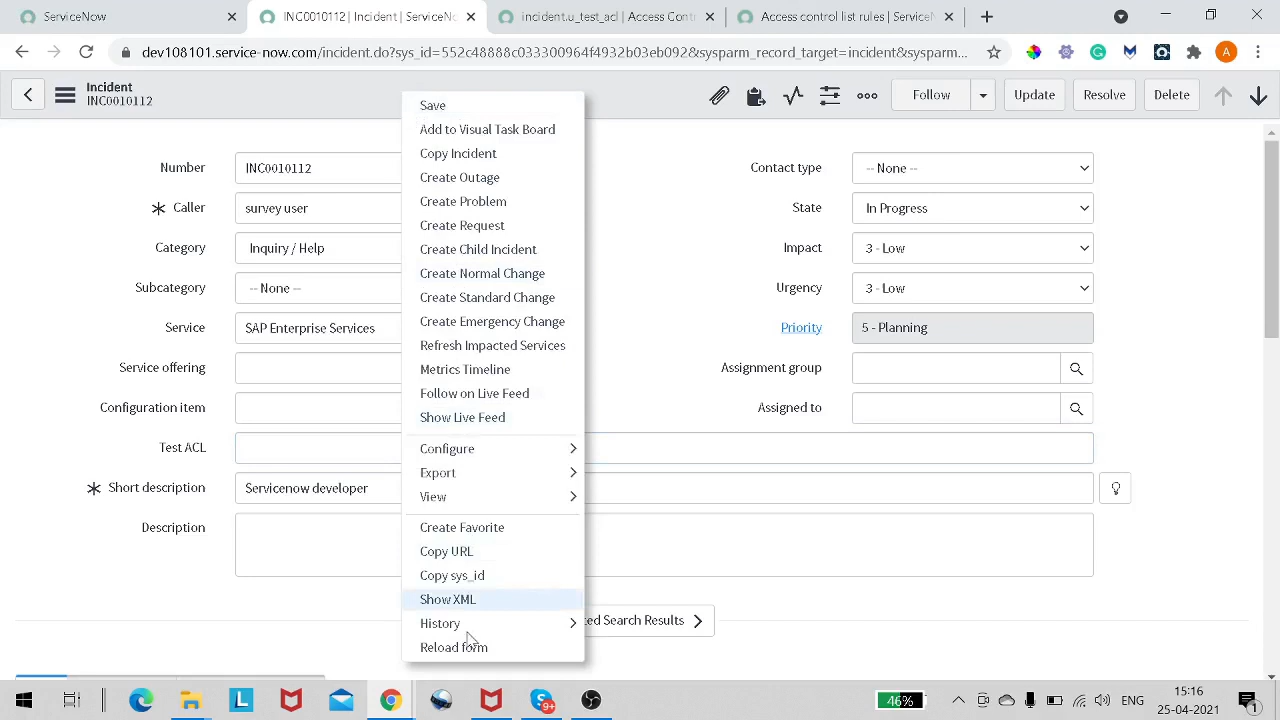 ServiceNow
INC0010112 | Incident | ServiceN
incident.u_test_acl | Access Cont
Access control list rules | Service
dev108101.service-now.com/incident.do?sys_id=552c48888c033300964f4932b03eb092&sysparm_record_target=incident&sysparm...
A
Incident
INC0010112
Follow
Update
Resolve
Delete
Save
Add to Visual Task Board
Copy Incident
Create Outage
Create Problem
Create Request
Create Child Incident
Create Normal Change
Create Standard Change
Create Emergency Change
Refresh Impacted Services
Metrics Timeline
Follow on Live Feed
Show Live Feed
Configure
Export
View
Create Favorite
Copy URL
Copy sys_id
Show XML
History
Reload form
Number INC0010112
Caller survey user
Category Inquiry / Help
Subcategory -- None --
Service SAP Enterprise Services
Service offering
Configuration item
Test ACL
Short description Servicenow developer
Description
Contact type -- None --
State In Progress
Impact 3 - Low
Urgency 3 - Low
Priority 5 - Planning
Assignment group
Assigned to
ed Search Results
L
9+
46%
ENG
15:16
25-04-2021
1